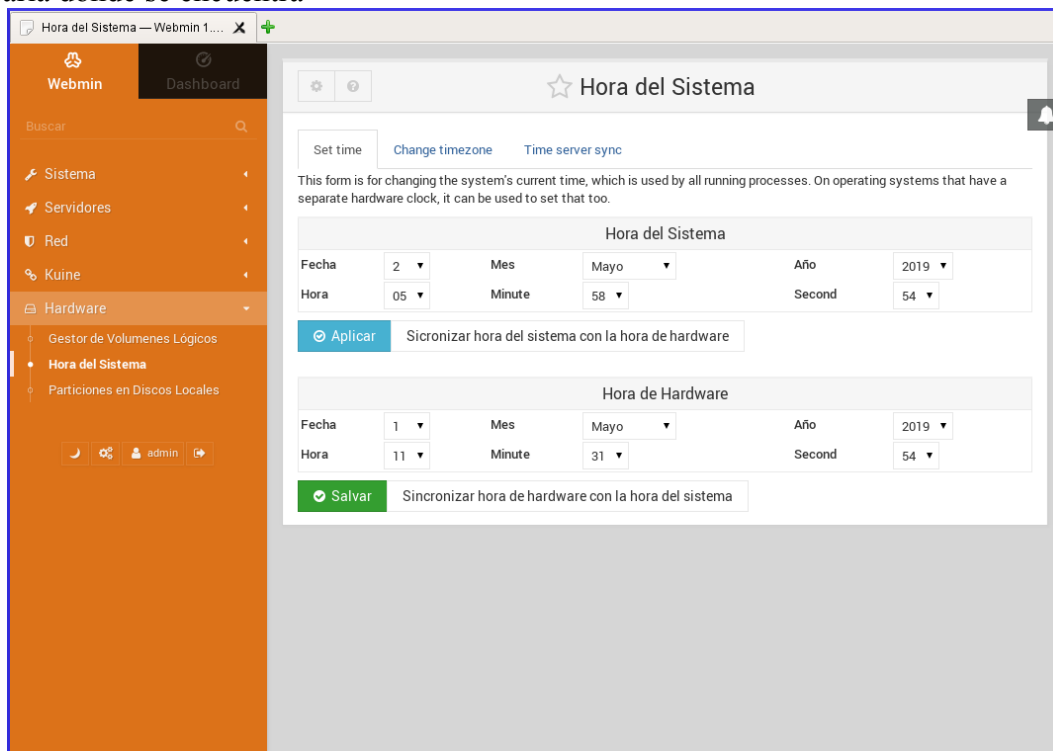 aria donde se encuentra
Hora del Sistema — Webmin 1....
Webmin
Dashboard
Buscar
Sistema
Servidores
Red
Kuine
Hardware
Gestor de Volumenes Lógicos
Hora del Sistema
Particiones en Discos Locales
admin
Hora del Sistema
Set time Change timezone Time server sync
This form is for changing the system's current time, which is used by all running processes. On operating systems that have a
separate hardware clock, it can be used to set that too.
Hora del Sistema
Fecha 2 Mes Mayo Año 2019
Hora 05 Minute 58 Second 54
Aplicar Sicronizar hora del sistema con la hora de hardware
Hora de Hardware
Fecha 1 Mes Mayo Año 2019
Hora 11 Minute 31 Second 54
Salvar Sincronizar hora de hardware con la hora del sistema